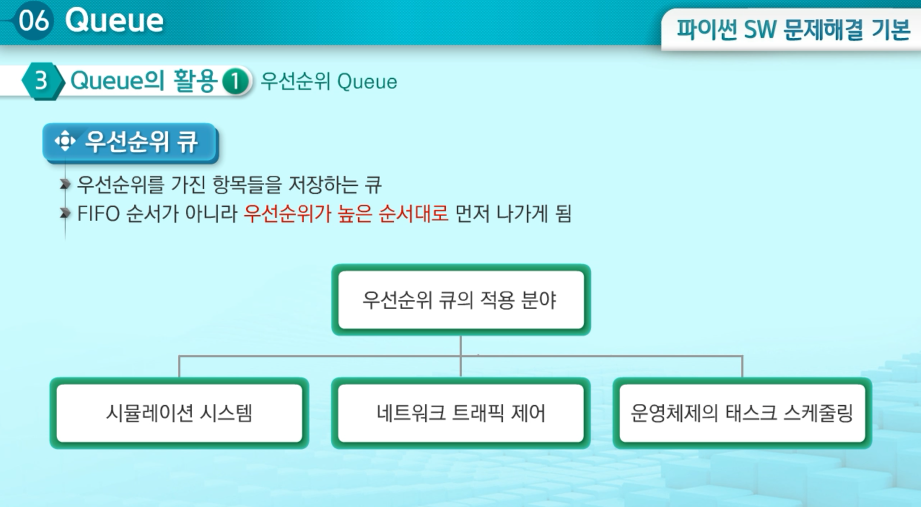 06 Queue
파이썬 SW 문제해결 기본
3 Queue의 활용 1 우선순위 Queue
우선순위 큐
우선순위를 가진 항목들을 저장하는 큐
FIFO 순서가 아니라 우선순위가 높은 순서대로 먼저 나가게 됨
우선순위 큐의 적용 분야
시뮬레이션 시스템
네트워크 트래픽 제어
운영체제의 태스크 스케줄링